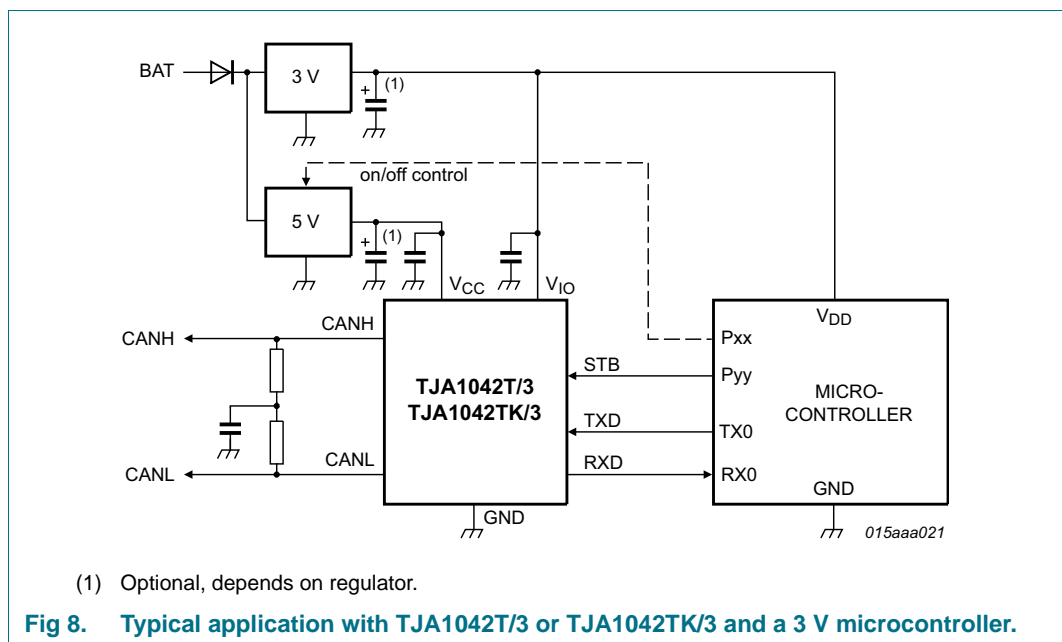 BAT
3 V
(1)
+
on/off control
5 V
(1)
+
VCC
VIO
CANH
CANH
VDD
Pxx
STB
Pyy
TJA1042T/3
TJA1042TK/3
MICRO-
CONTROLLER
TXD
TX0
CANL
CANL
RXD
RX0
GND
GND
015aaa021
(1) Optional, depends on regulator.
Fig 8. Typical application with TJA1042T/3 or TJA1042TK/3 and a 3 V microcontroller.